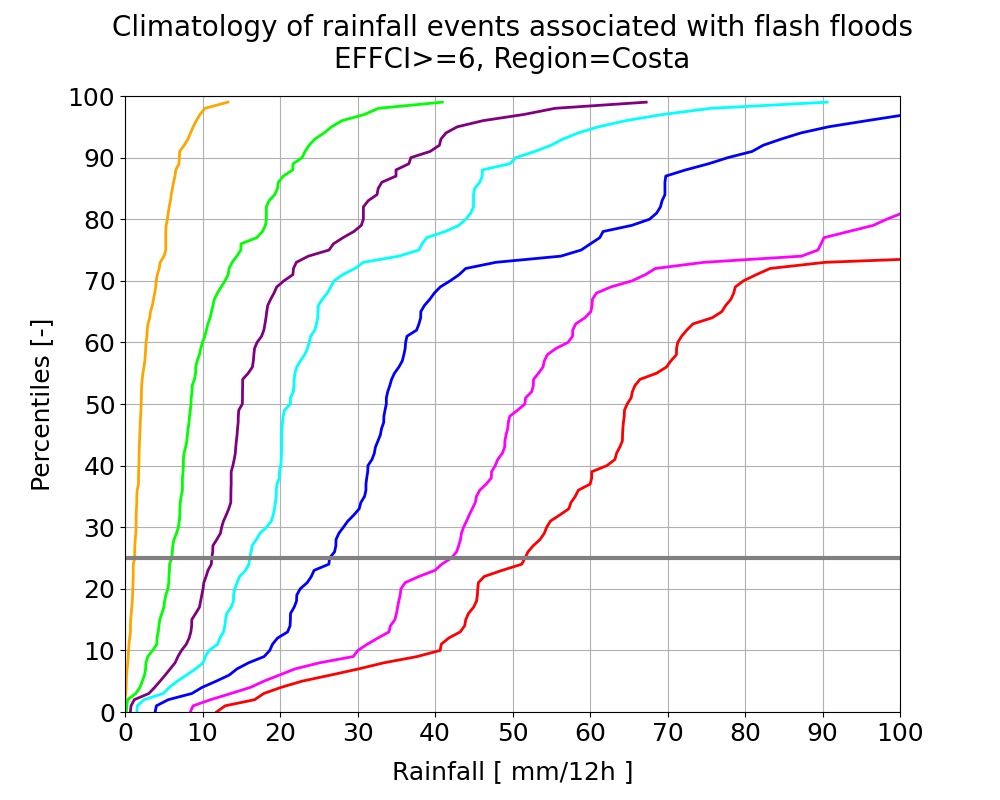 Climatology of rainfall events associated with flash floods
EFFCI>=6, Region=Costa
100
90
80
70
60
50
40
30
20
10
0
Percentiles [-]
0 10 20 30 40 50 60 70 80 90 100
Rainfall [ mm/12h ]